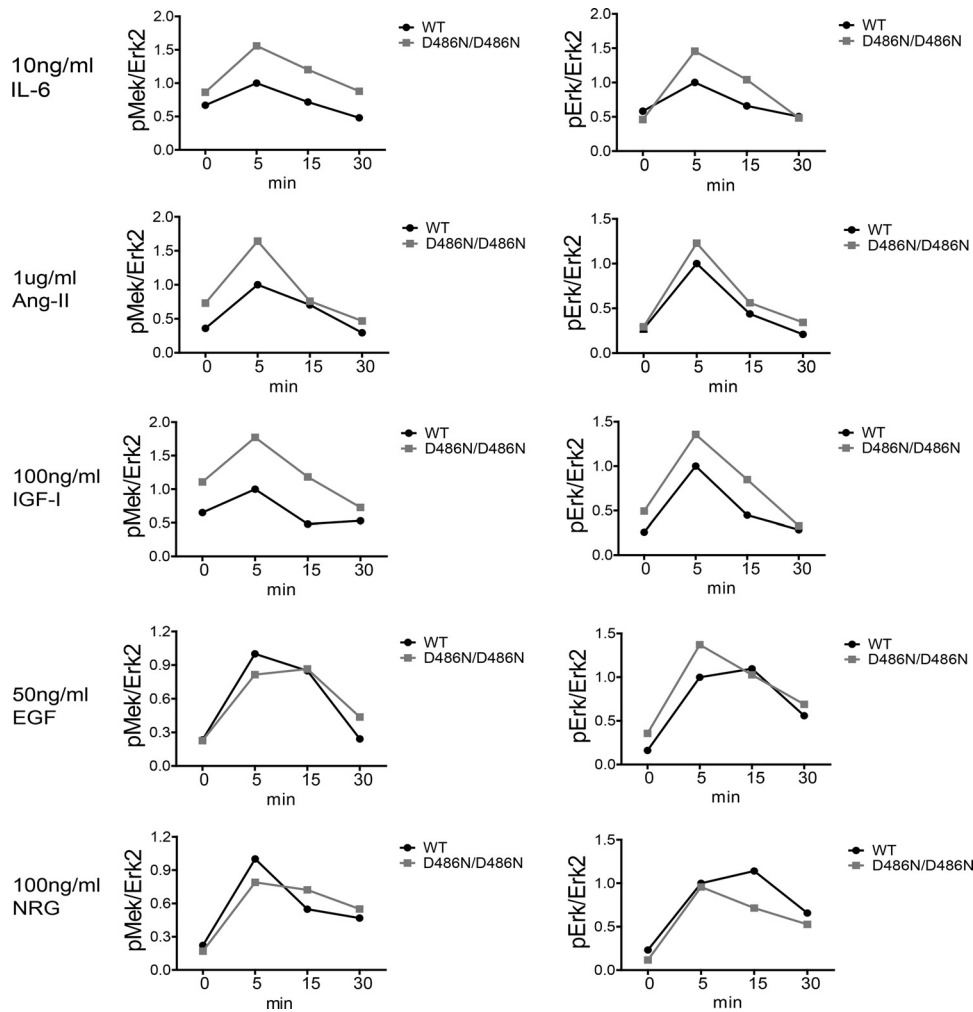 10ng/ml
IL-6
pMek/Erk2
2.0
1.5
1.0
0.5
0.0
0 5 15 30
min
WT
D486N/D486N
pErk/Erk2
2.0
1.5
1.0
0.5
0.0
0 5 15 30
min
WT
D486N/D486N
1ug/ml
Ang-II
pMek/Erk2
2.0
1.5
1.0
0.5
0.0
0 5 15 30
min
WT
D486N/D486N
pErk/Erk2
1.5
1.0
0.5
0.0
0 5 15 30
min
WT
D486N/D486N
100ng/ml
IGF-I
pMek/Erk2
2.0
1.5
1.0
0.5
0.0
0 5 15 30
min
WT
D486N/D486N
pErk/Erk2
1.5
1.0
0.5
0.0
0 5 15 30
min
WT
D486N/D486N
50ng/ml
EGF
pMek/Erk2
1.2
0.9
0.6
0.3
0.0
0 5 15 30
min
WT
D486N/D486N
pErk/Erk2
1.5
1.0
0.5
0.0
0 5 15 30
min
WT
D486N/D486N
100ng/ml
NRG
pMek/Erk2
1.2
0.9
0.6
0.3
0.0
0 5 15 30
min
WT
D486N/D486N
pErk/Erk2
1.5
1.0
0.5
0.0
0 5 15 30
min
WT
D486N/D486N